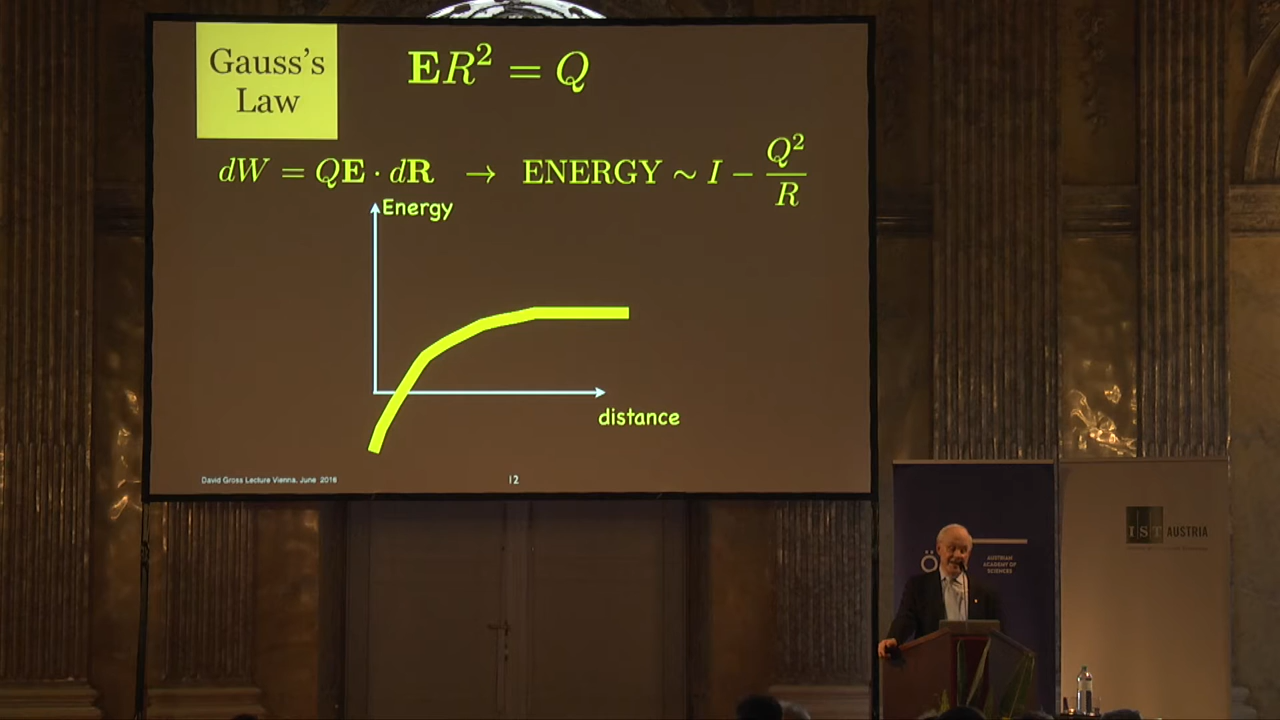 Gauss's
Law
ER² = Q
dW = QE · dR → ENERGY ~ I − Q²/R
Energy
distance
David Gross Lecture Vienna, June 2016
12
IST AUSTRIA
Ö
AUSTRIAN
ACADEMY OF
SCIENCES